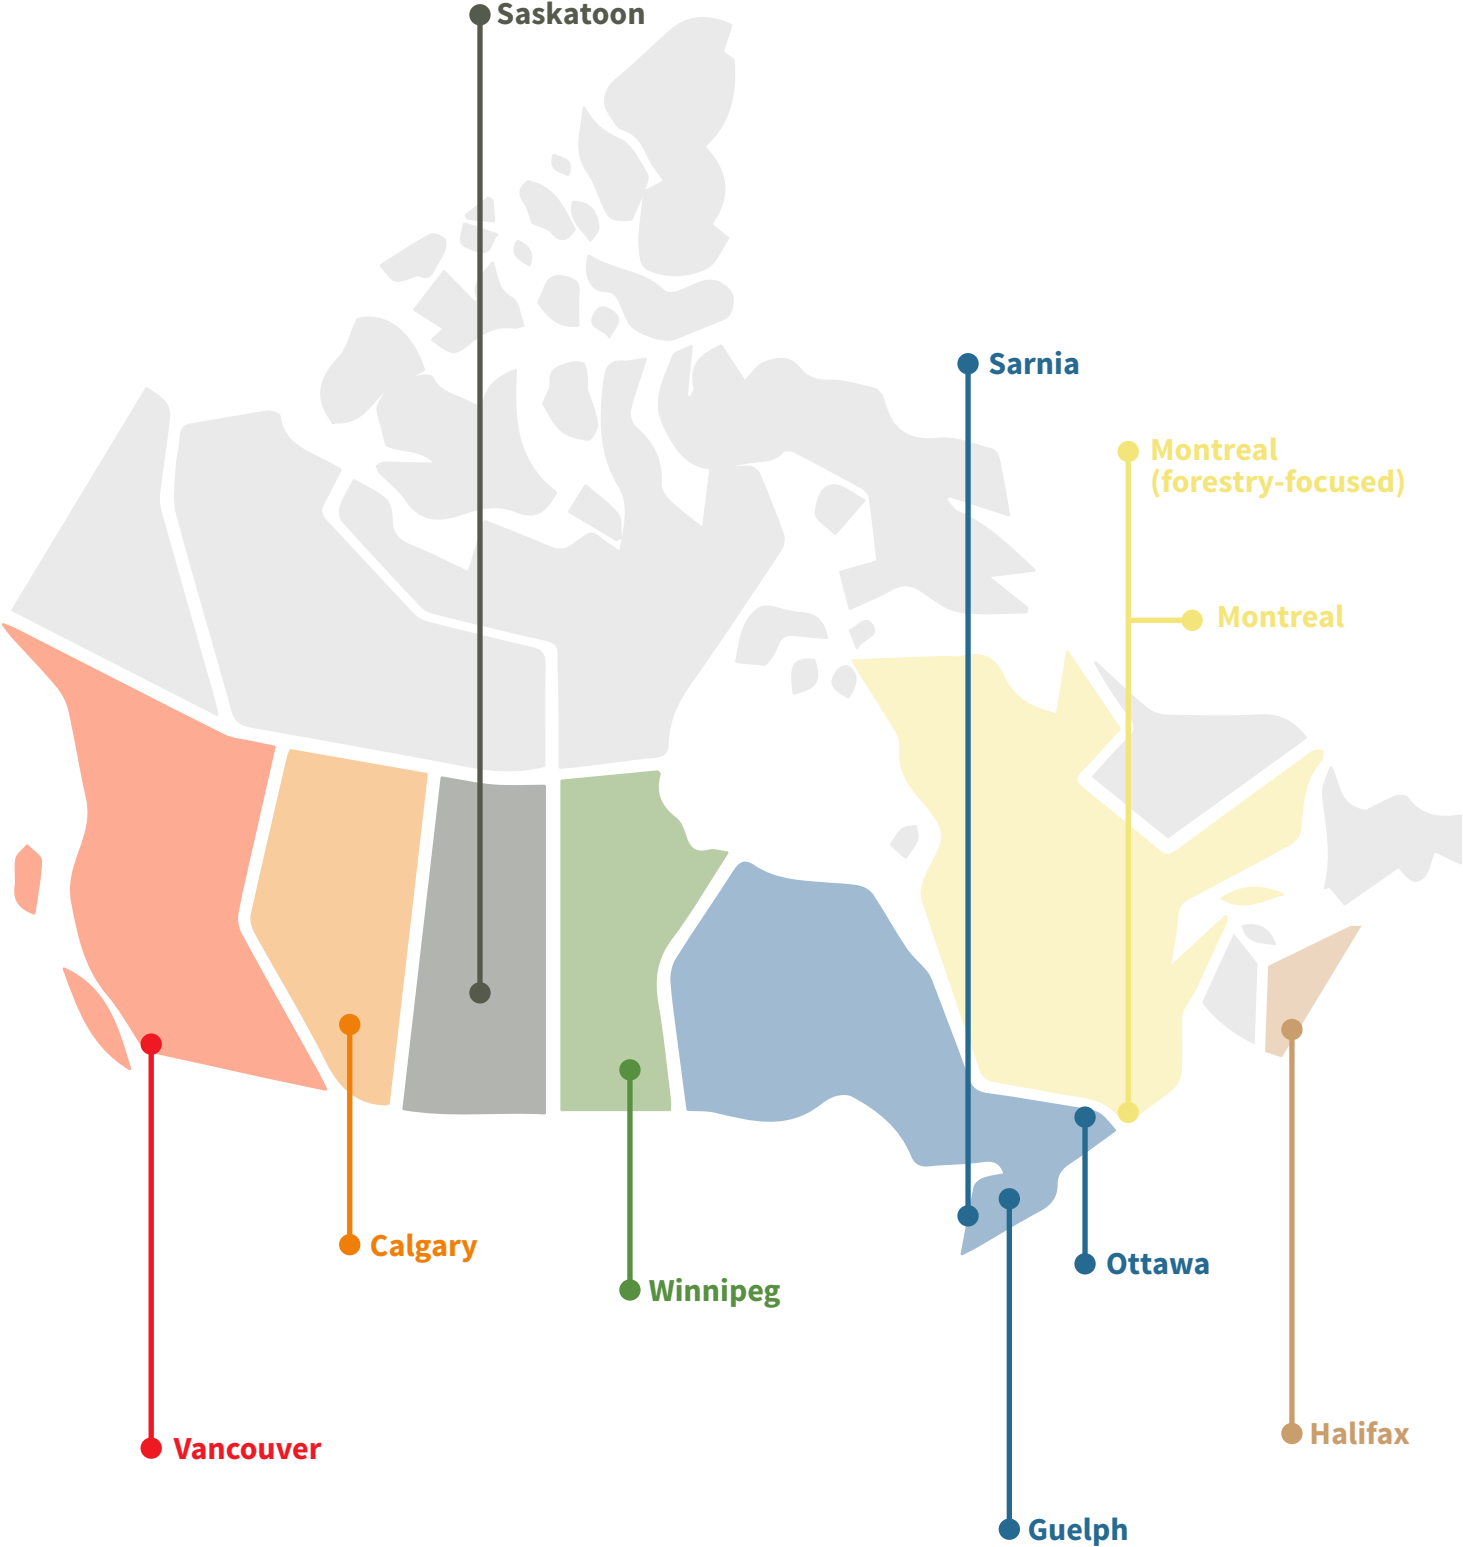 Saskatoon
Sarnia
Montreal
(forestry-focused)
Montreal
Calgary
Ottawa
Winnipeg
Halifax
Vancouver
Guelph